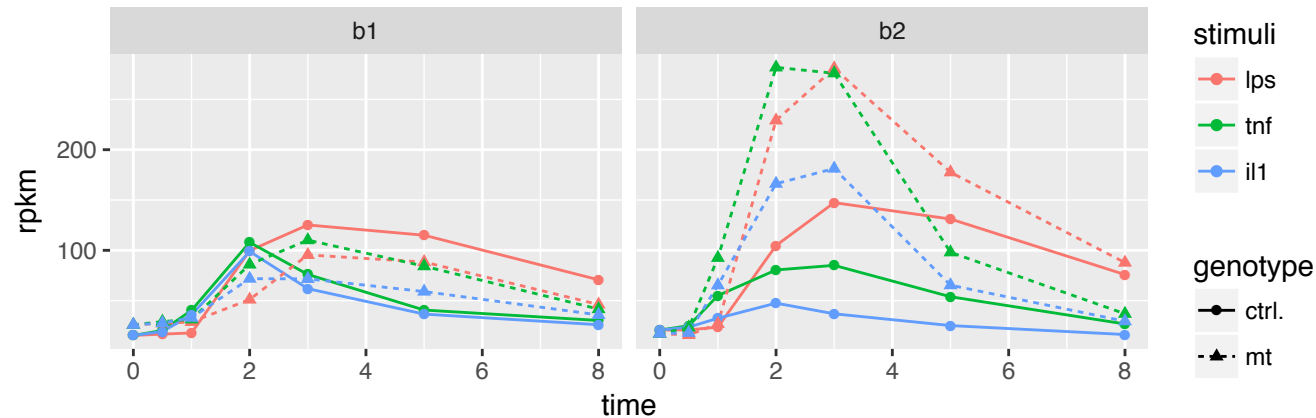 b1
b2
rpkm
200
100
0
2
4
6
8
0
2
4
6
8
time
stimuli
lps
tnf
il1
genotype
ctrl.
mt